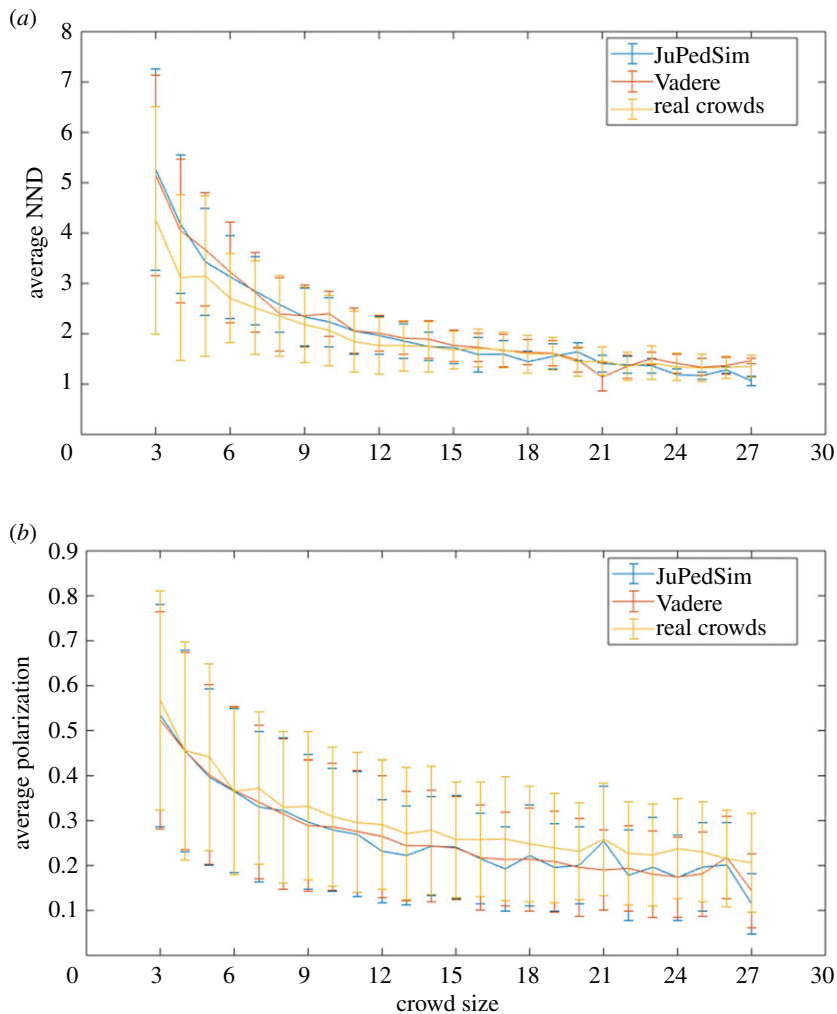 (a)
8
7
6
5
4
3
2
1
0
average NND
JuPedSim
Vadere
real crowds
3 6 9 12 15 18 21 24 27 30
(b)
0.9
0.8
0.7
0.6
0.5
0.4
0.3
0.2
0.1
0
average polarization
JuPedSim
Vadere
real crowds
3 6 9 12 15 18 21 24 27 30
crowd size